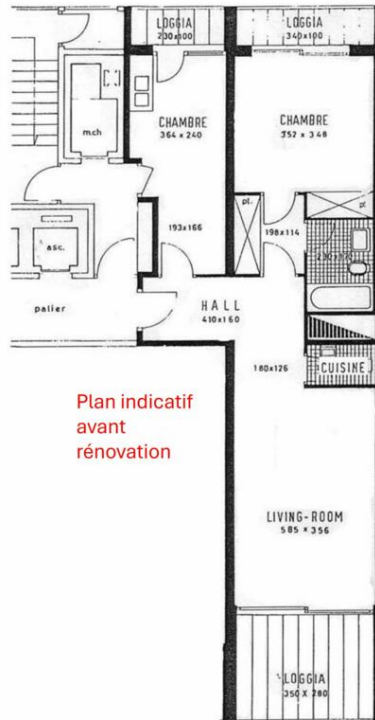 LOGGIA
200x100
LOGGIA
340x100
CHAMBRE
364 x 240
CHAMBRE
352 x 348
m.ch
pl.
pl.
193x166
198x114
asc.
palier
HALL
410x160
180x126
CUISINE
Plan indicatif
avant
rénovation
LIVING-ROOM
585 x 356
LOGGIA
350 x 280